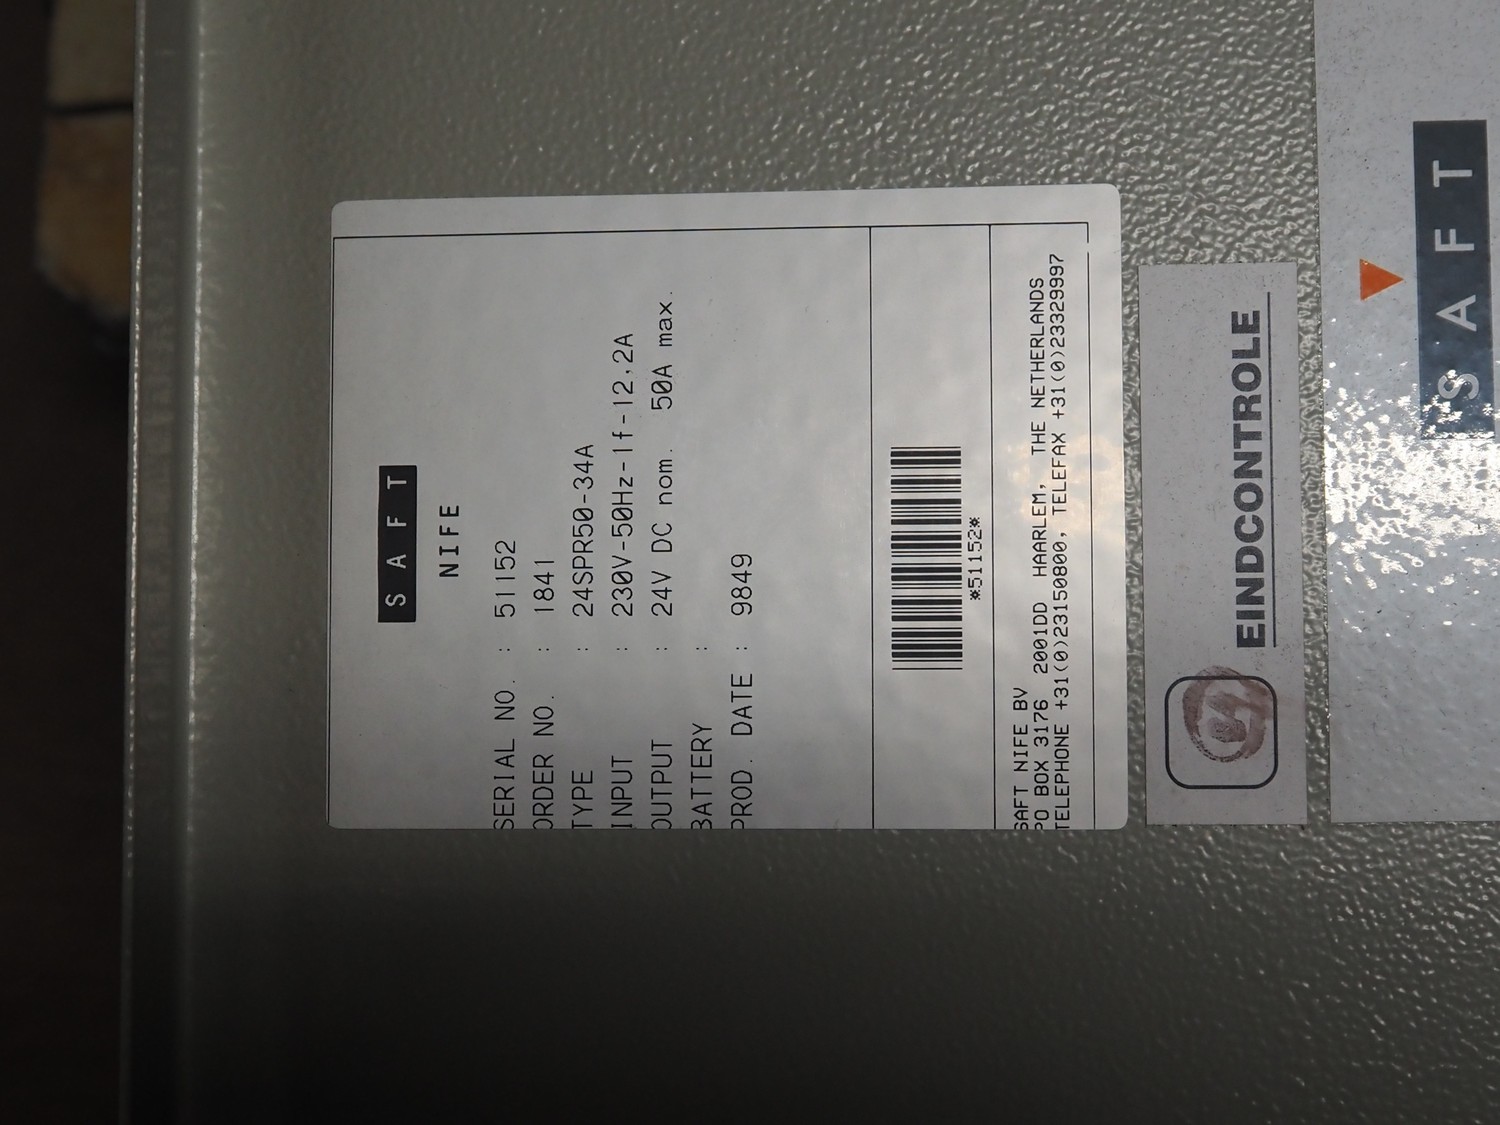 SAFT
NIFE
SERIAL NO. : 51152
ORDER NO. : 1841
TYPE : 24SPR50-34A
INPUT : 230V-50Hz-1f-12,2A
OUTPUT : 24V DC nom. 50A max.
BATTERY :
PROD. DATE : 9849
*51152*
SAFT NIFE BV
PO BOX 3176 2001DD HAARLEM, THE NETHERLANDS
TELEPHONE +31(0)23150800, TELEFAX +31(0)23329997
EINDCONTROLE
SAFT